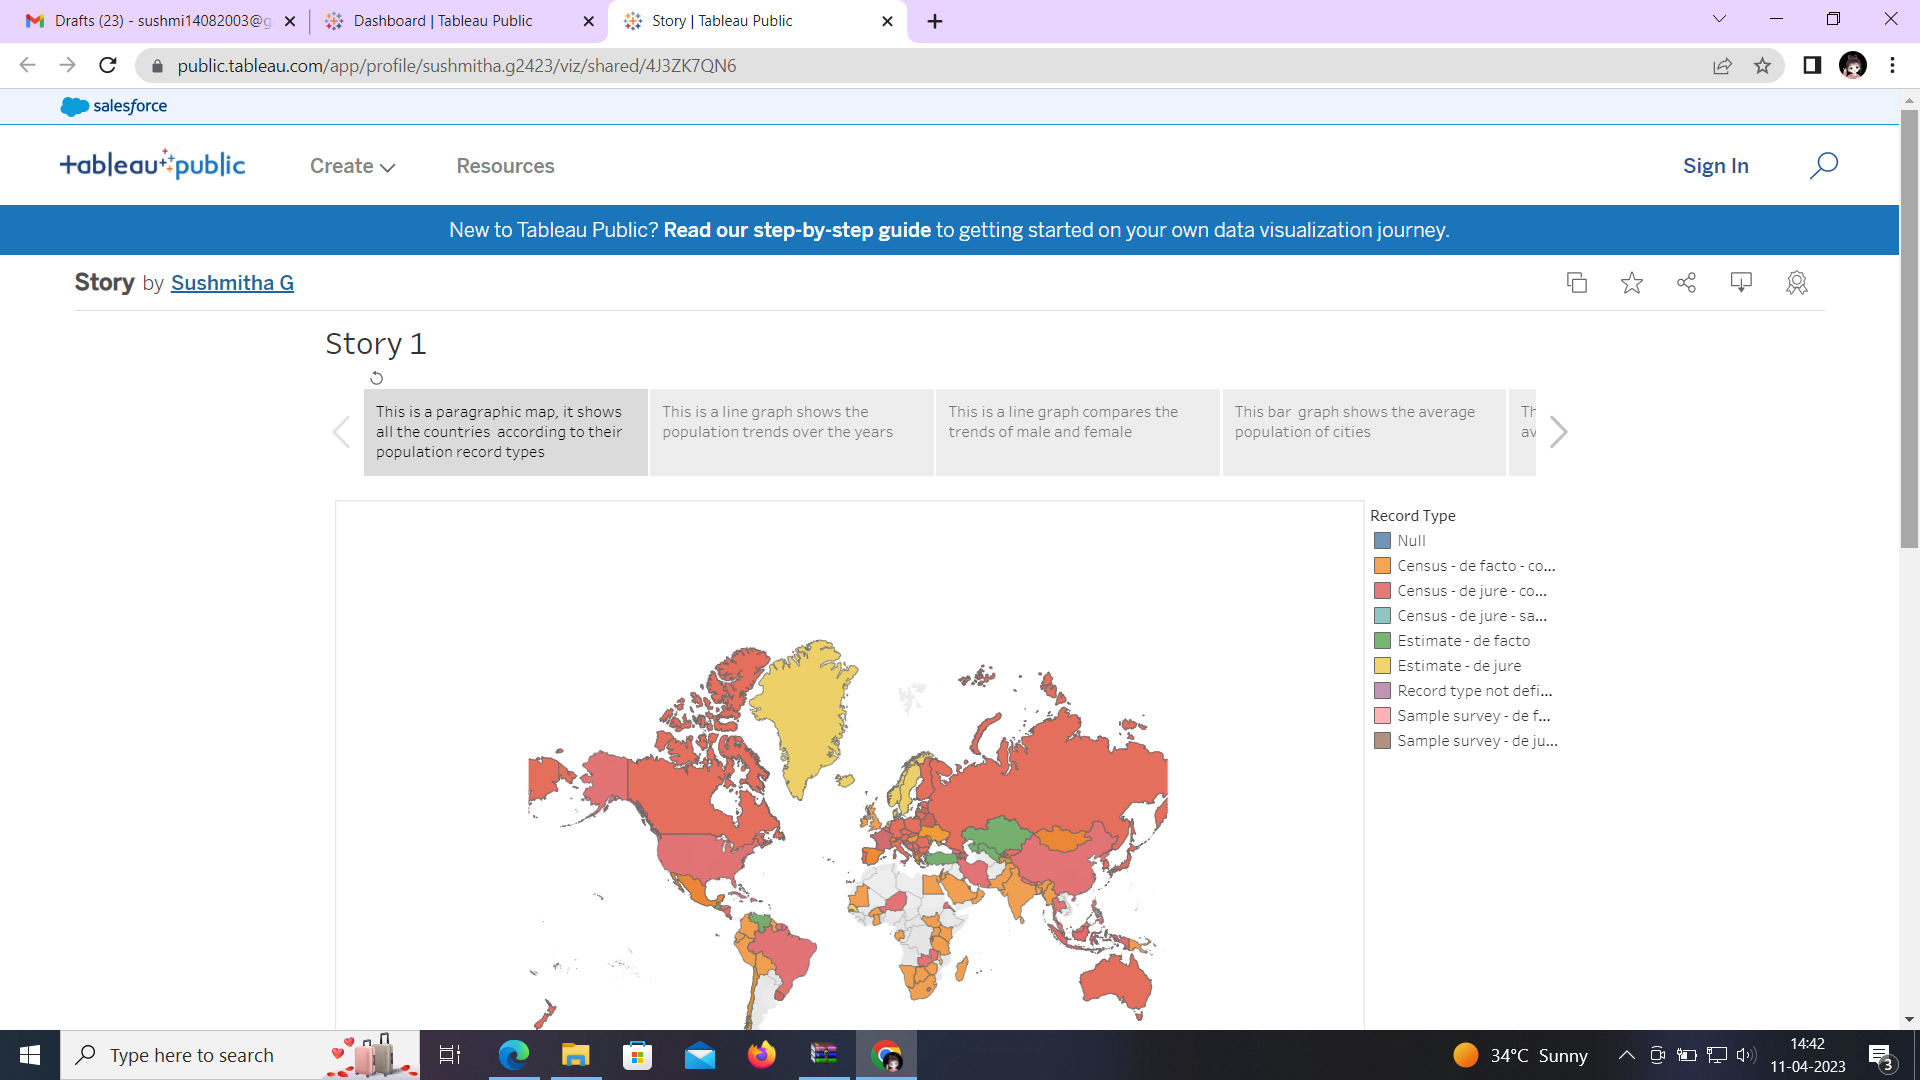 Drafts (23) - sushmi14082003@g
Dashboard | Tableau Public
Story | Tableau Public
public.tableau.com/app/profile/sushmitha.g2423/viz/shared/4J3ZK7QN6
salesforce
tableau public
Create
Resources
Sign In
New to Tableau Public? Read our step-by-step guide to getting started on your own data visualization journey.
Story by Sushmitha G
Story 1
This is a paragraphic map, it shows
all the countries according to their
population record types
This is a line graph shows the
population trends over the years
This is a line graph compares the
trends of male and female
This bar graph shows the average
population of cities
Th
av
Record Type
Null
Census - de facto - co...
Census - de jure - co...
Census - de jure - sa...
Estimate - de facto
Estimate - de jure
Record type not defi...
Sample survey - de f...
Sample survey - de ju...
Type here to search
34°C Sunny
14:42
11-04-2023
3